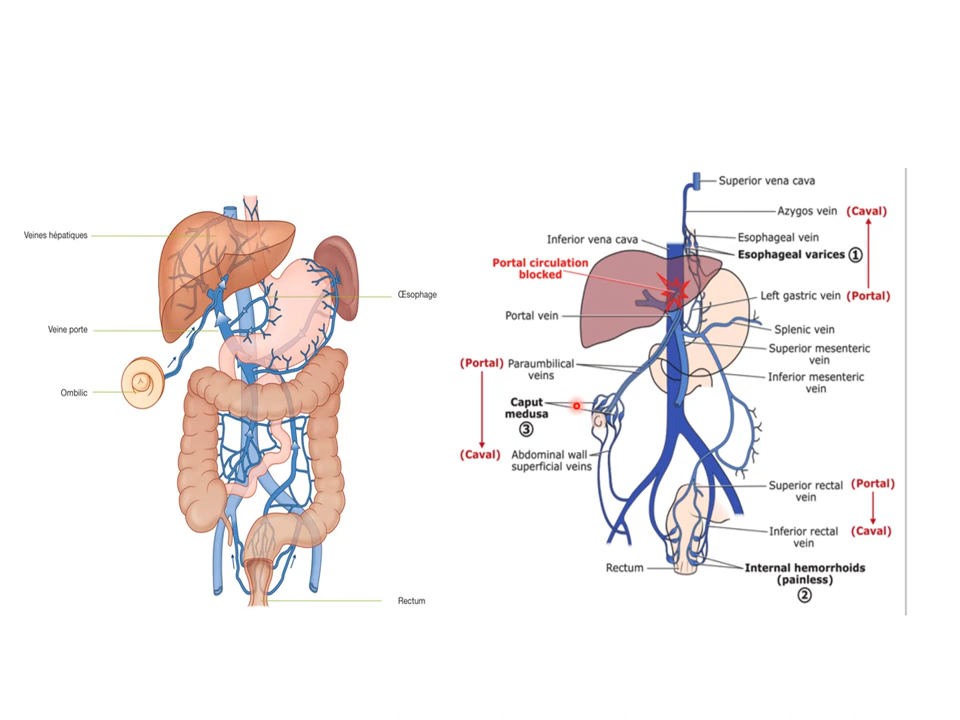 Veines hépatiques
Œsophage
Veine porte
Ombilic
Rectum
Superior vena cava
Azygos vein (Caval)
Inferior vena cava
Esophageal vein
Esophageal varices ①
Portal circulation
blocked
Left gastric vein (Portal)
Portal vein
Splenic vein
Superior mesenteric
vein
(Portal) Paraumbilical
veins
Inferior mesenteric
vein
Caput
medusa
③
(Caval) Abdominal wall
superficial veins
Superior rectal (Portal)
vein
Inferior rectal (Caval)
vein
Rectum
Internal hemorrhoids
(painless)
②